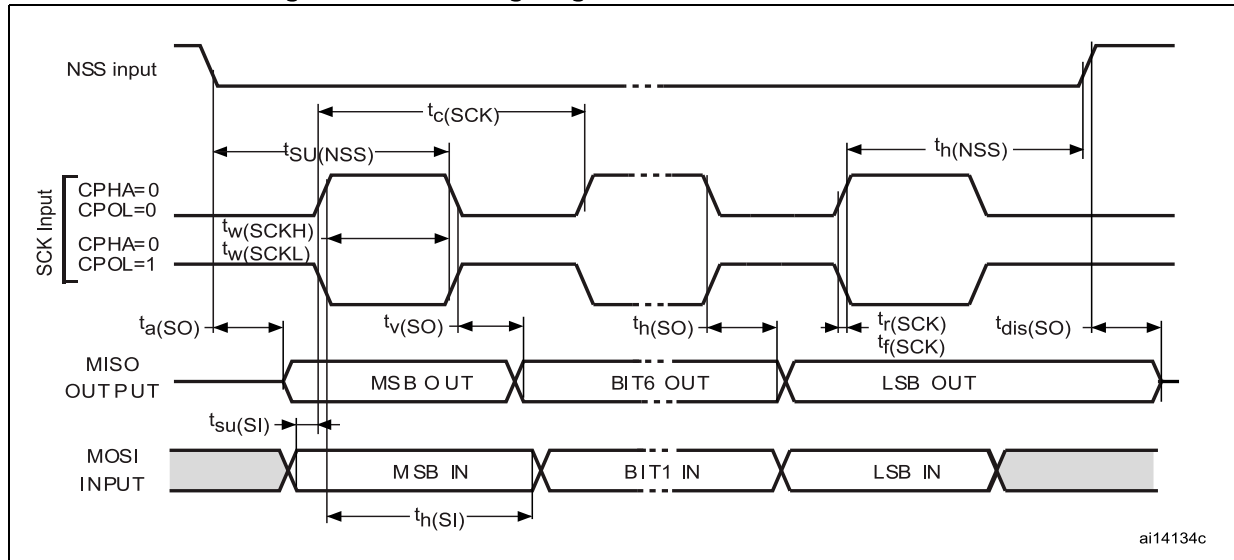 NSS input
tc(SCK)
tSU(NSS)
th(NSS)
SCK Input
CPHA=0
CPOL=0
CPHA=0
CPOL=1
tw(SCKH)
tw(SCKL)
ta(SO)
tv(SO)
th(SO)
tr(SCK)
tf(SCK)
tdis(SO)
MISO
OUTPUT
MSB OUT
BIT6 OUT
LSB OUT
tsu(SI)
MOSI
INPUT
MSB IN
BIT1 IN
LSB IN
th(SI)
ai14134c